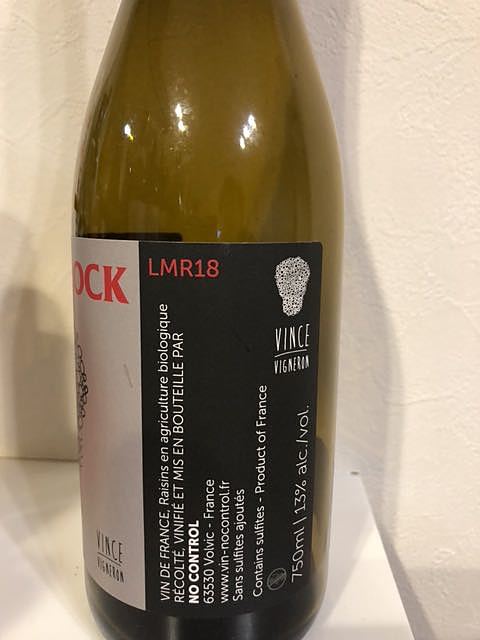 OCK
VINCE
VIGNERON
LMR18
VINCE
VIGNERON
VIN DE FRANCE, Raisins en agriculture biologique
RÉCOLTÉ, VINIFIÉ ET MIS EN BOUTEILLE PAR
NO CONTROL
63530 Volvic - France
www.vin-nocontrol.fr
Sans sulfites ajoutés
Contains sulfites - Product of France
750ml | 13% alc./vol.